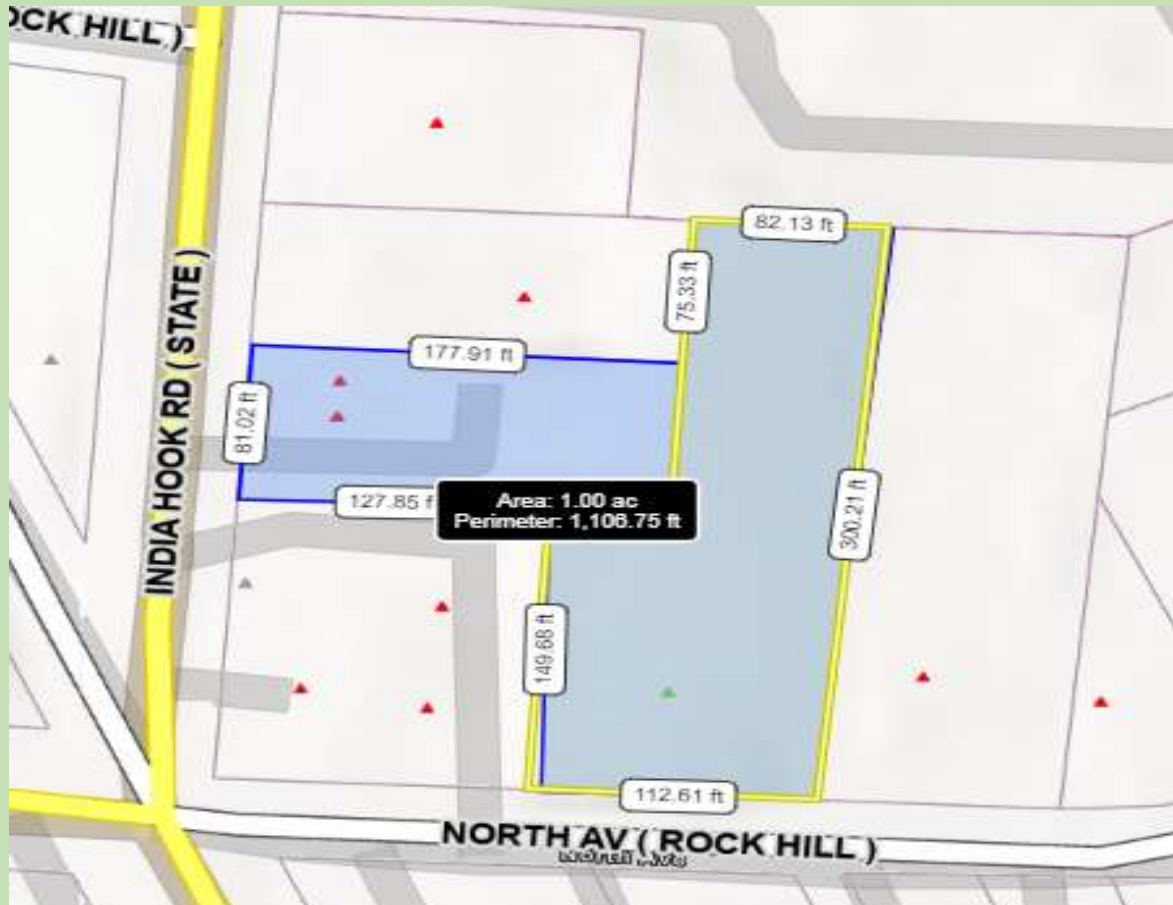 OCK HILL )
82.13 ft
75.33 ft
INDIA HOOK RD ( STATE )
177.91 ft
81.02 ft
127.85 f
Area: 1.00 ac
Perimeter: 1,106.75 ft
300.21 ft
149.68 ft
112.61 ft
NORTH AV ( ROCK HILL )